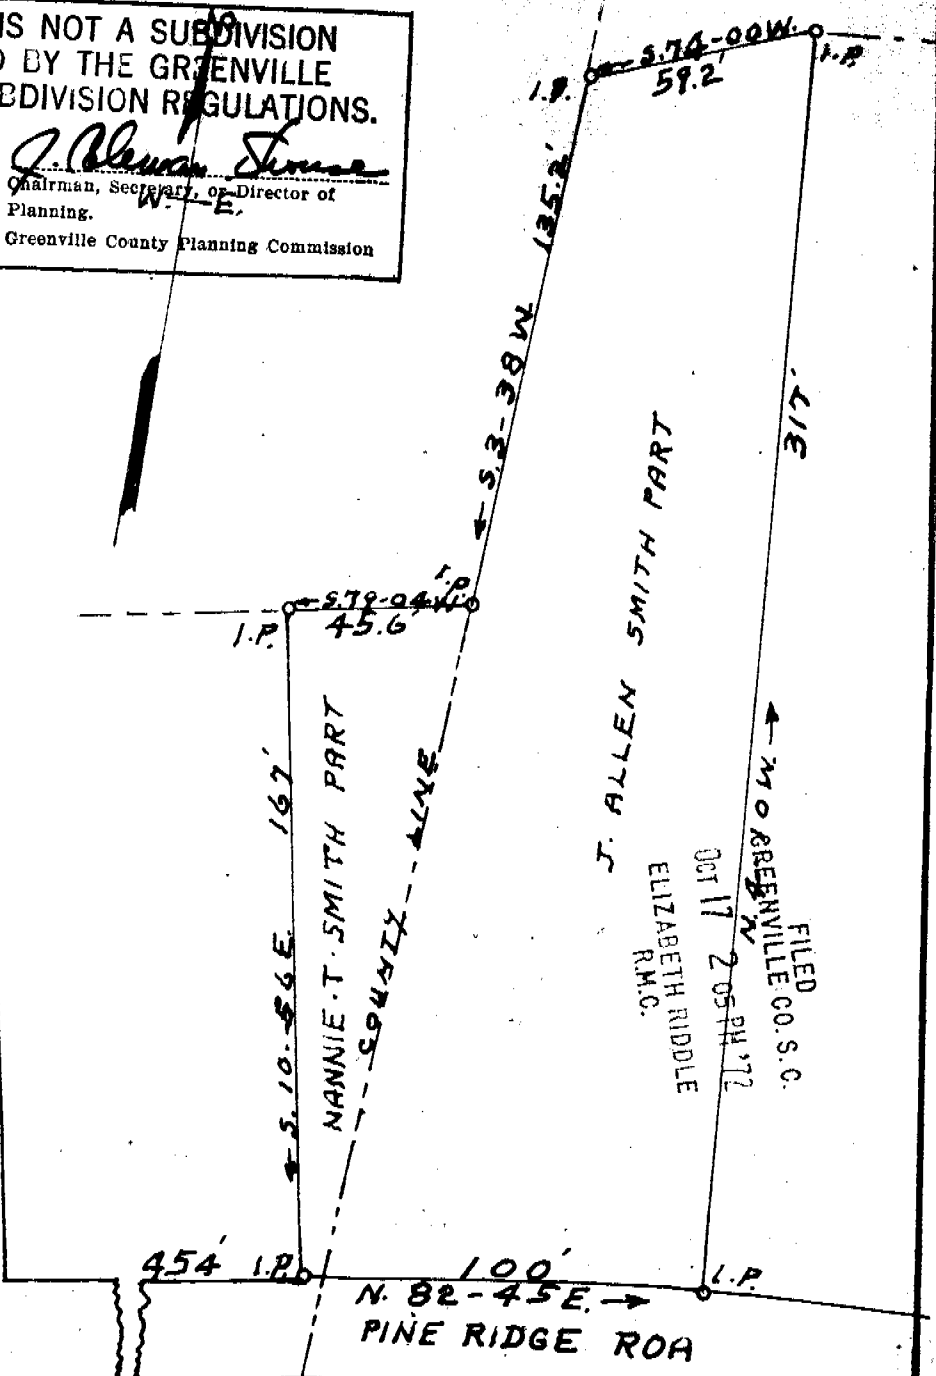 IS NOT A SUBDIVISION
D BY THE GREENVILLE
BDIVISION REGULATIONS.
Chairman, Secretary, or Director of
Planning.
Greenville County Planning Commission
W. E.
S.74-00W.
59.2'
I.P.
I.P.
135.2'
S.3-38 W
317'
J. ALLEN SMITH PART
I.P.
S.79-04W.
45.6'
I.P.
167'
S. 10-56 E.
NANNIE.T.SMITH PART
COUNTY LINE
FILED
GREENVILLE CO. S. C.
OCT 17 2 05 PM '72
ELIZABETH RIDDLE
R.M.C.
454' I.P. 100' I.P.
N. 82-45 E.
PINE RIDGE ROA